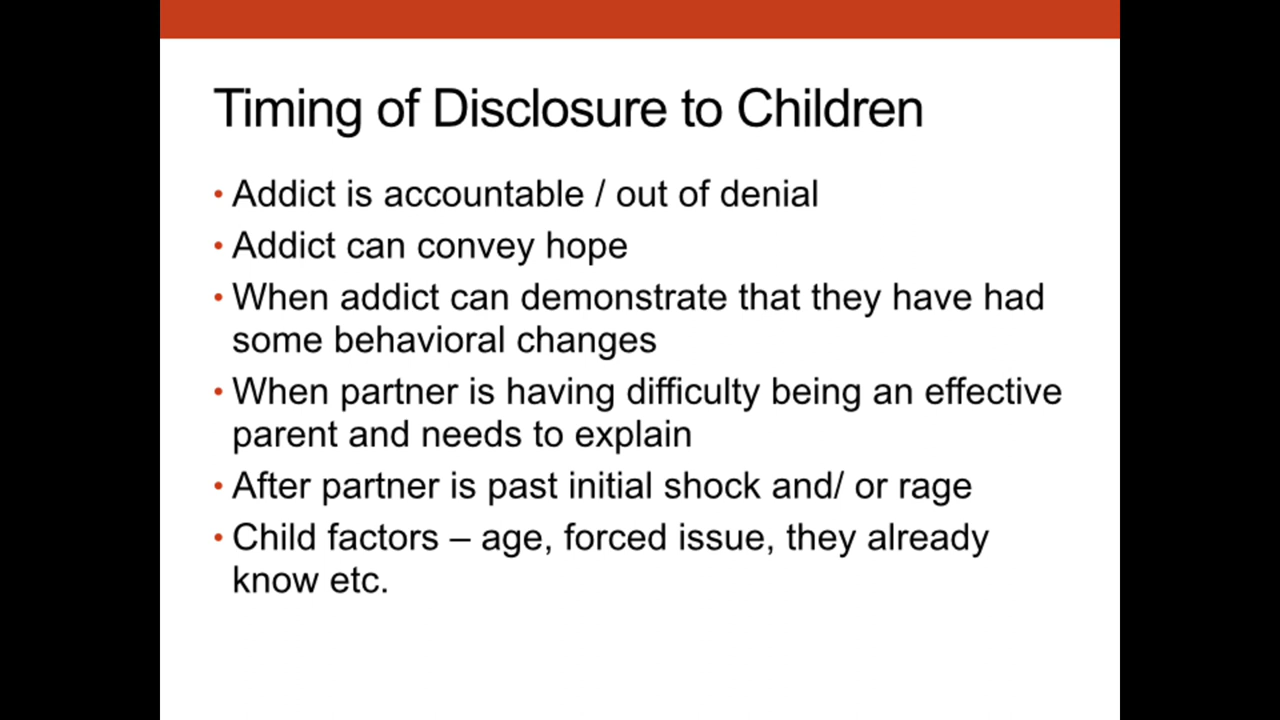 Timing of Disclosure to Children
• Addict is accountable / out of denial
• Addict can convey hope
• When addict can demonstrate that they have had
some behavioral changes
• When partner is having difficulty being an effective
parent and needs to explain
• After partner is past initial shock and/ or rage
• Child factors – age, forced issue, they already
know etc.